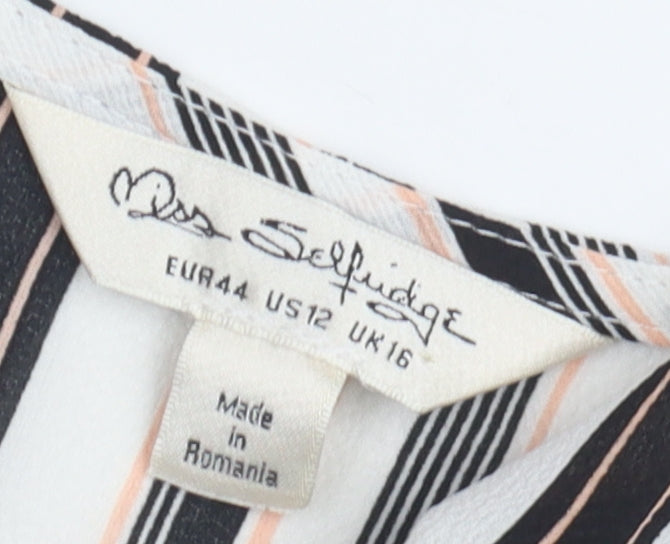 Miss Selfridge
EUR44 US12 UK16
Made
in
Romania